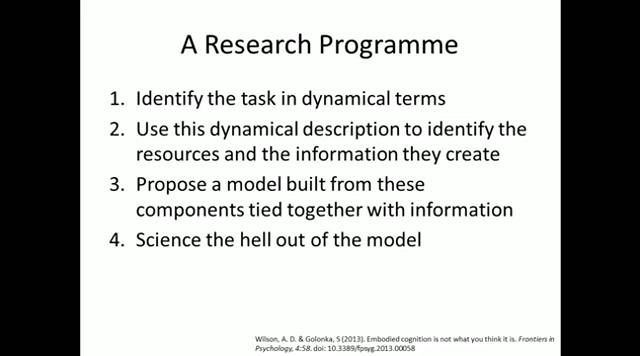 A Research Programme
1. Identify the task in dynamical terms
2. Use this dynamical description to identify the
resources and the information they create
3. Propose a model built from these
components tied together with information
4. Science the hell out of the model
Wilson, A. D. & Golonka, S (2013). Embodied cognition is not what you think it is. Frontiers in
Psychology, 4:58. doi: 10.3389/fpsyg.2013.00058